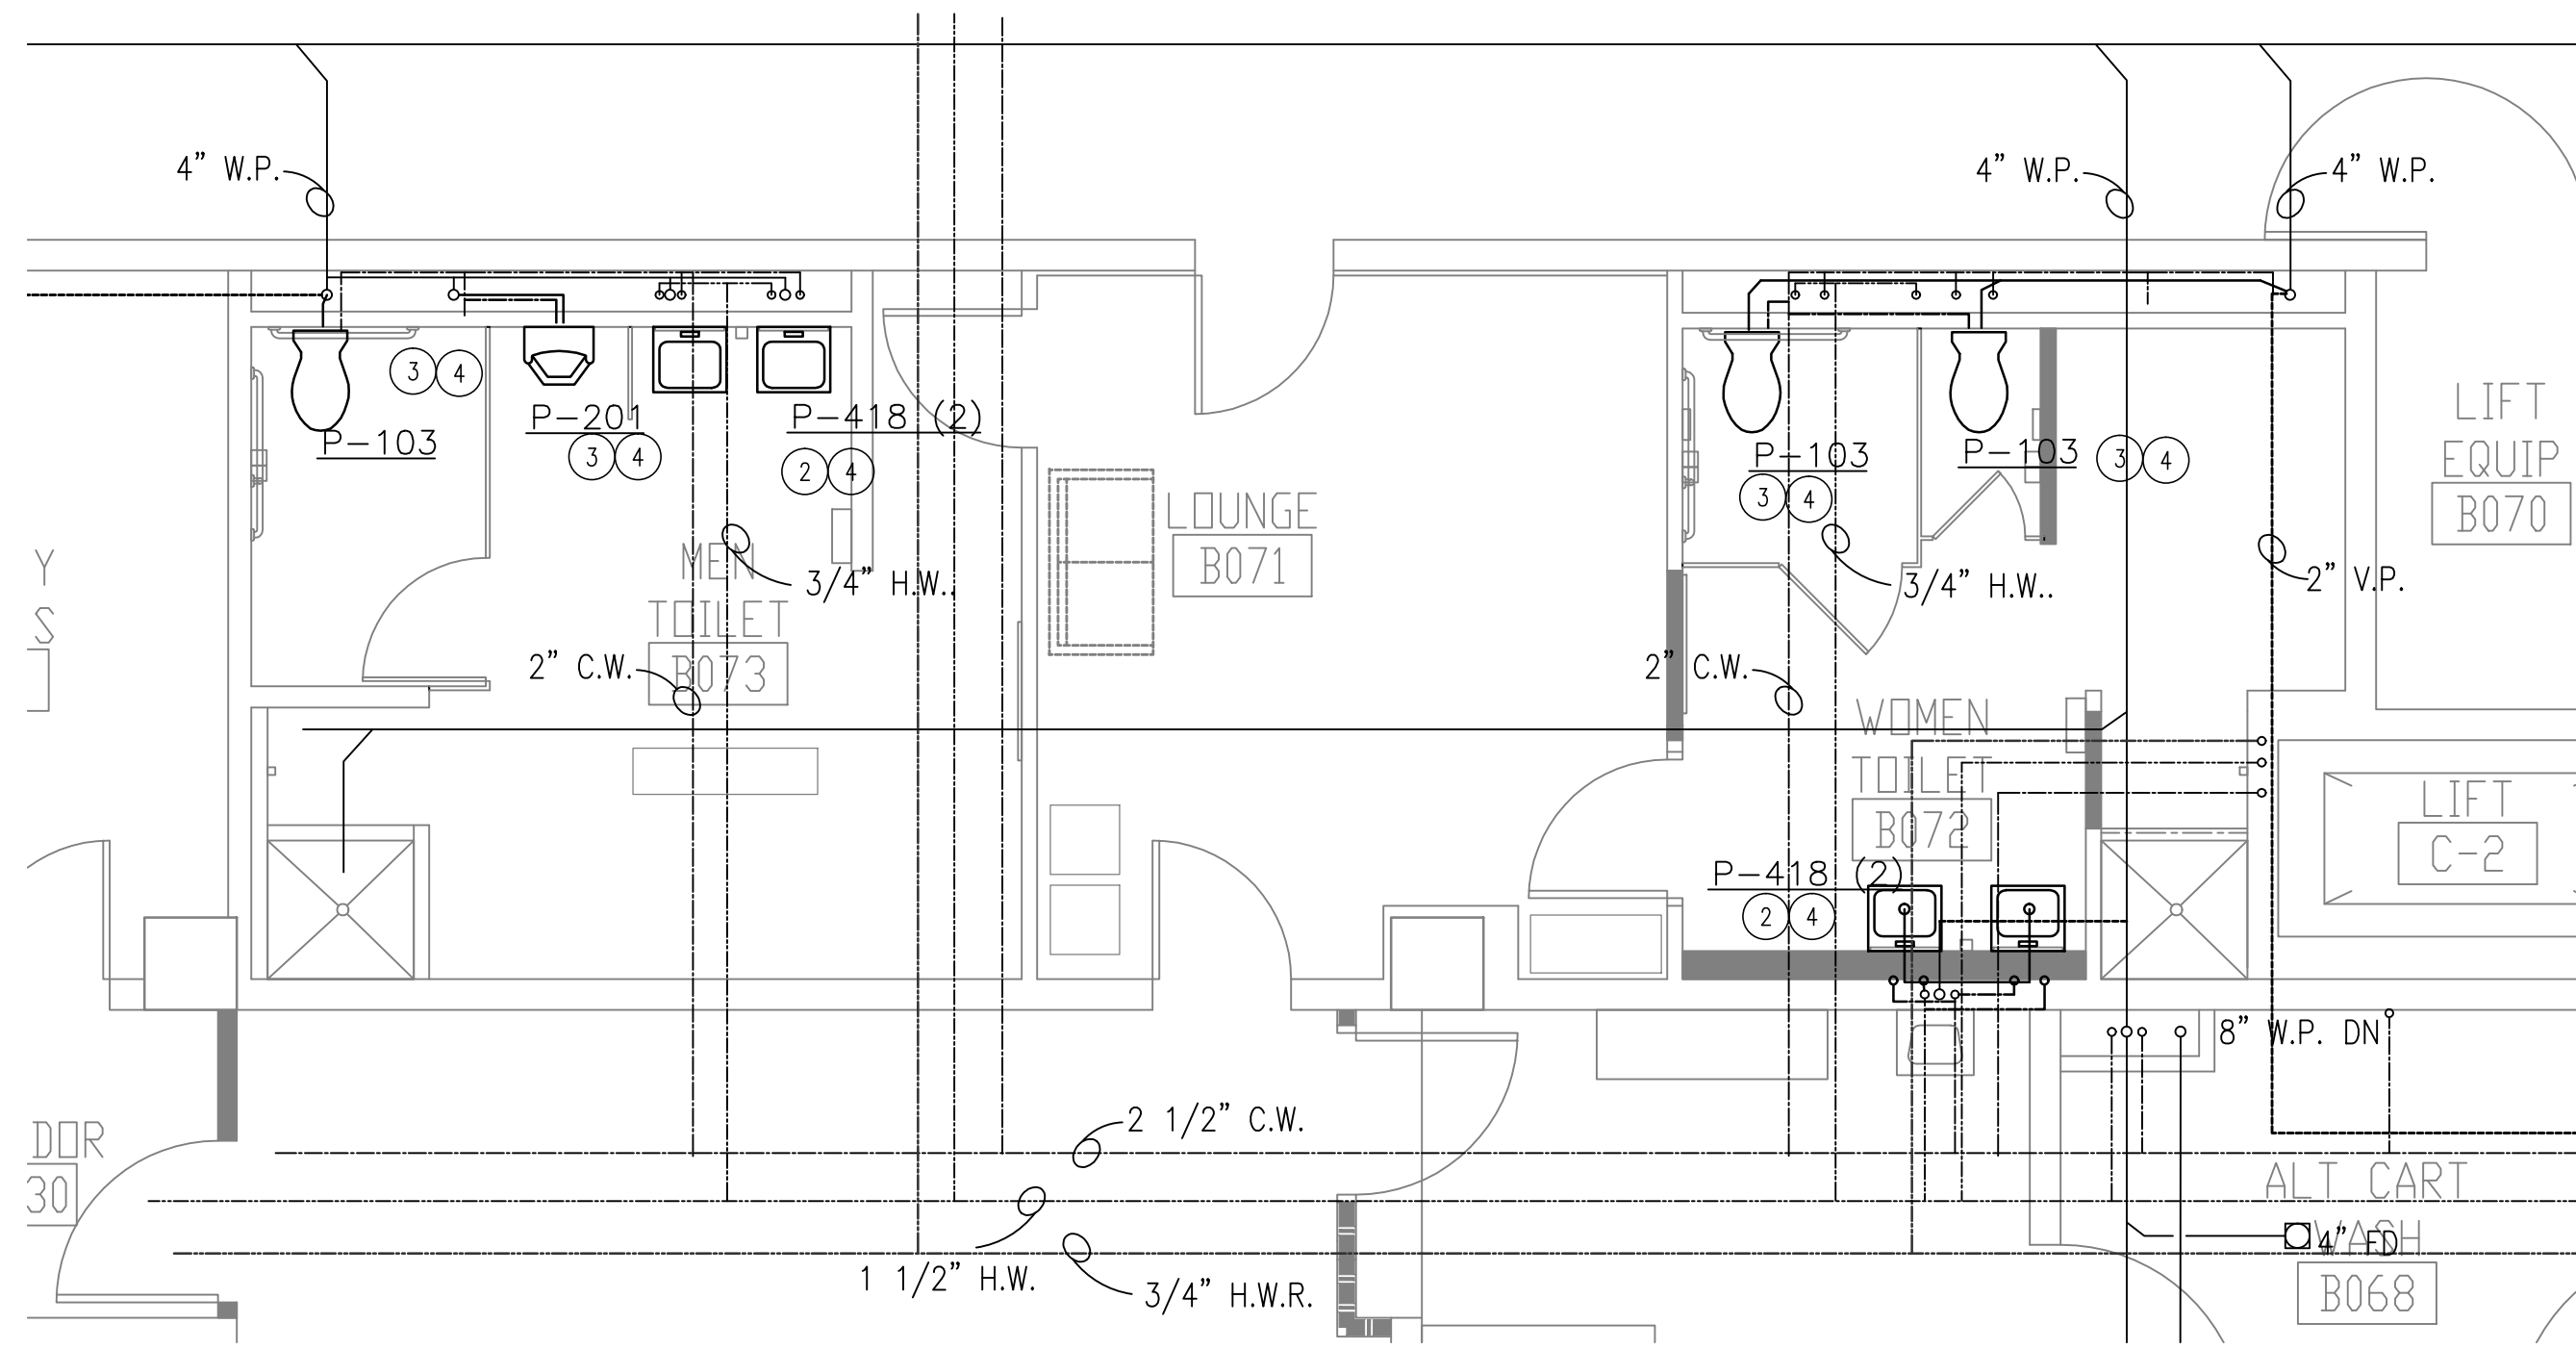 4” W.P.
4” W.P.
4” W.P.
3
4
P-201
P-418 (2)
P-103
3
4
2
4
P-103
P-103
3
4
3
4
LIFT
EQUIP
B070
LOUNGE
B071
Y
S
MEN
TOILET
B073
3/4” H.W..
3/4” H.W..
2” V.P.
2” C.W.
2” C.W.
WOMEN
TOILET
B072
LIFT
C-2
P-418 (2)
2
4
8” W.P. DN
2 1/2” C.W.
DOR
30
ALT CART
WASH
B068
4” FD
1 1/2” H.W.
3/4” H.W.R.